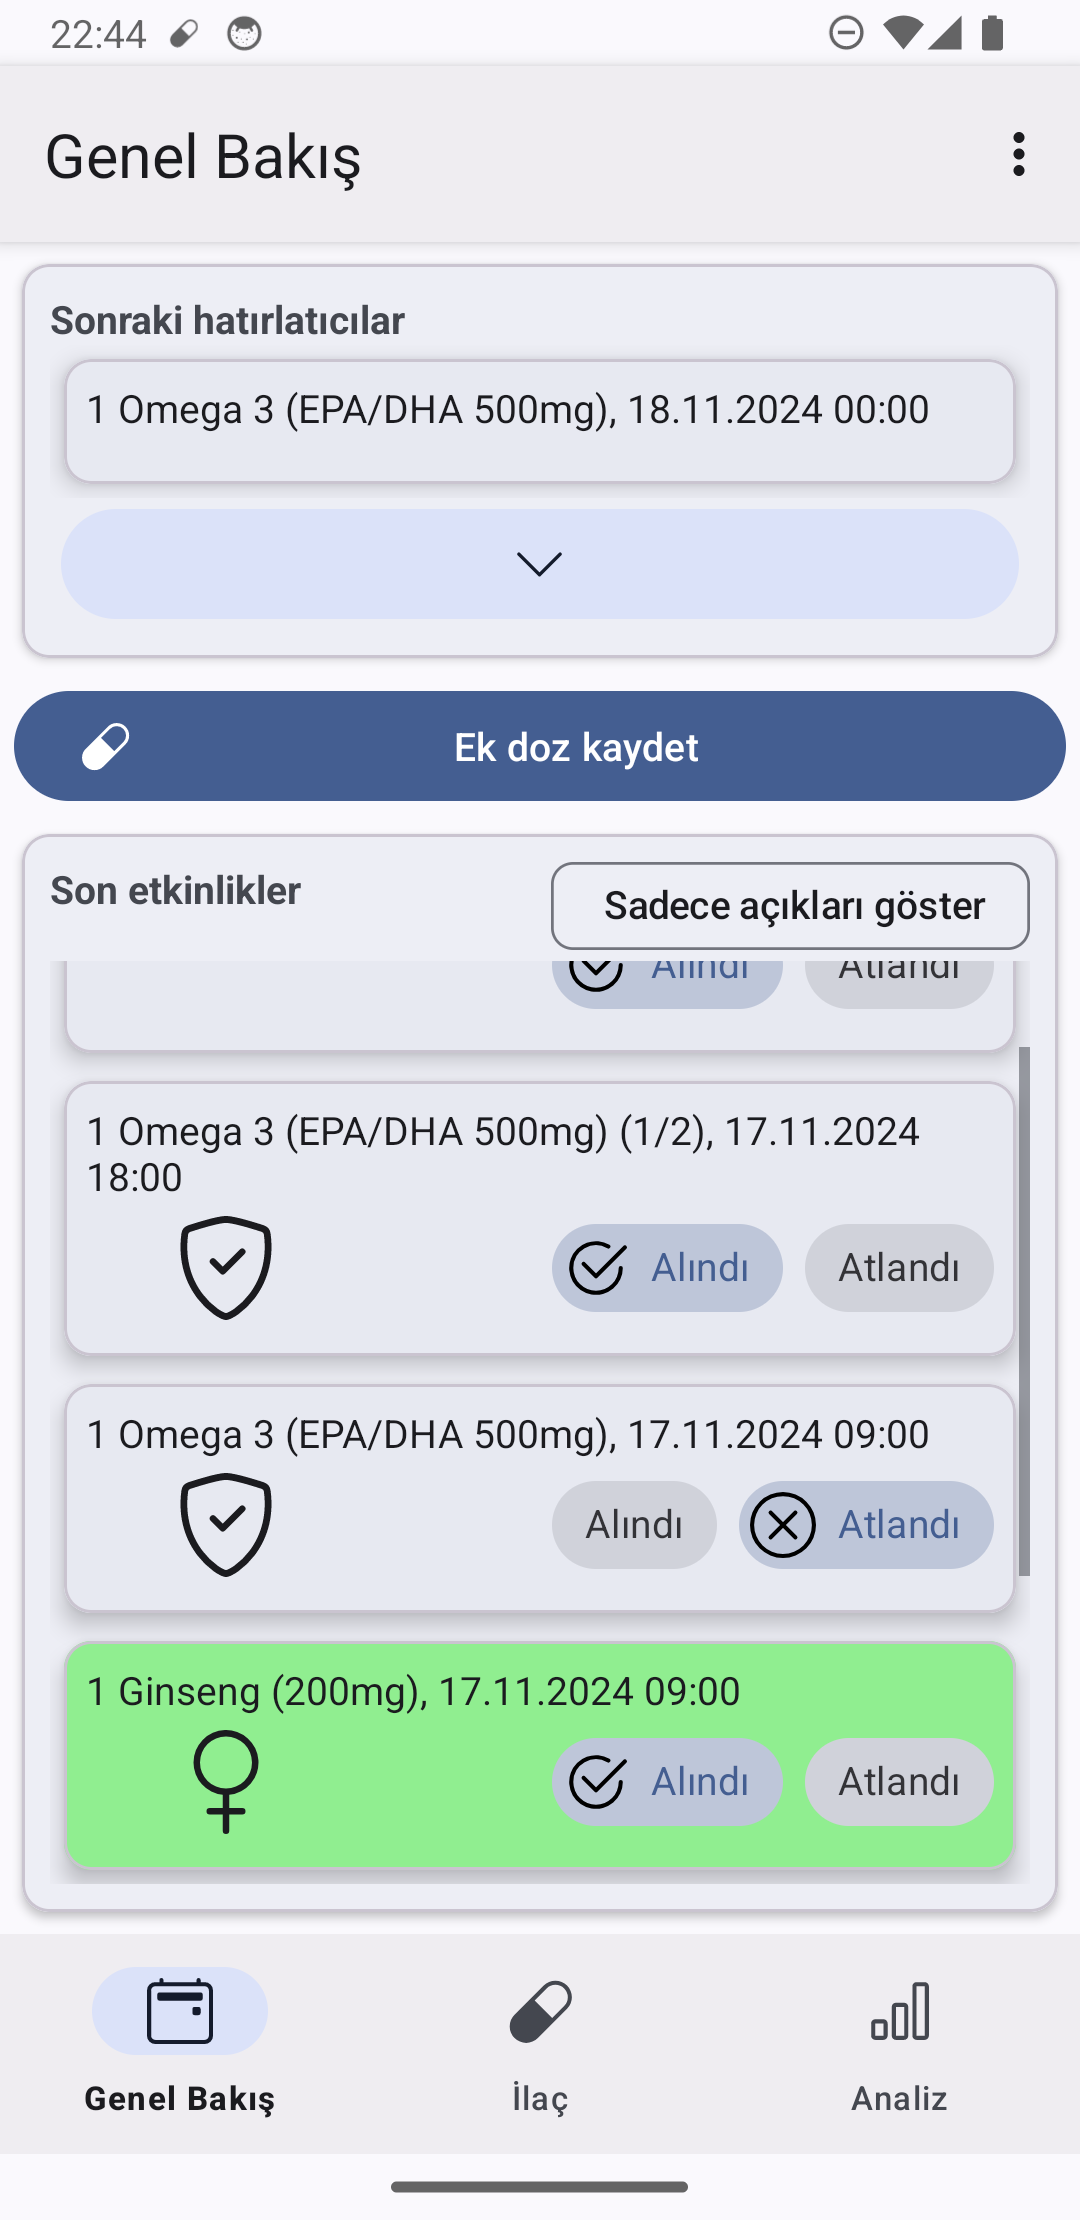 22:44
Genel Bakış
Sonraki hatırlatıcılar
1 Omega 3 (EPA/DHA 500mg), 18.11.2024 00:00
Ek doz kaydet
Son etkinlikler
Sadece açıkları göster
Alındı Atlandı
1 Omega 3 (EPA/DHA 500mg) (1/2), 17.11.2024
18:00
Alındı Atlandı
1 Omega 3 (EPA/DHA 500mg), 17.11.2024 09:00
Alındı Atlandı
1 Ginseng (200mg), 17.11.2024 09:00
Alındı Atlandı
Genel Bakış İlaç Analiz